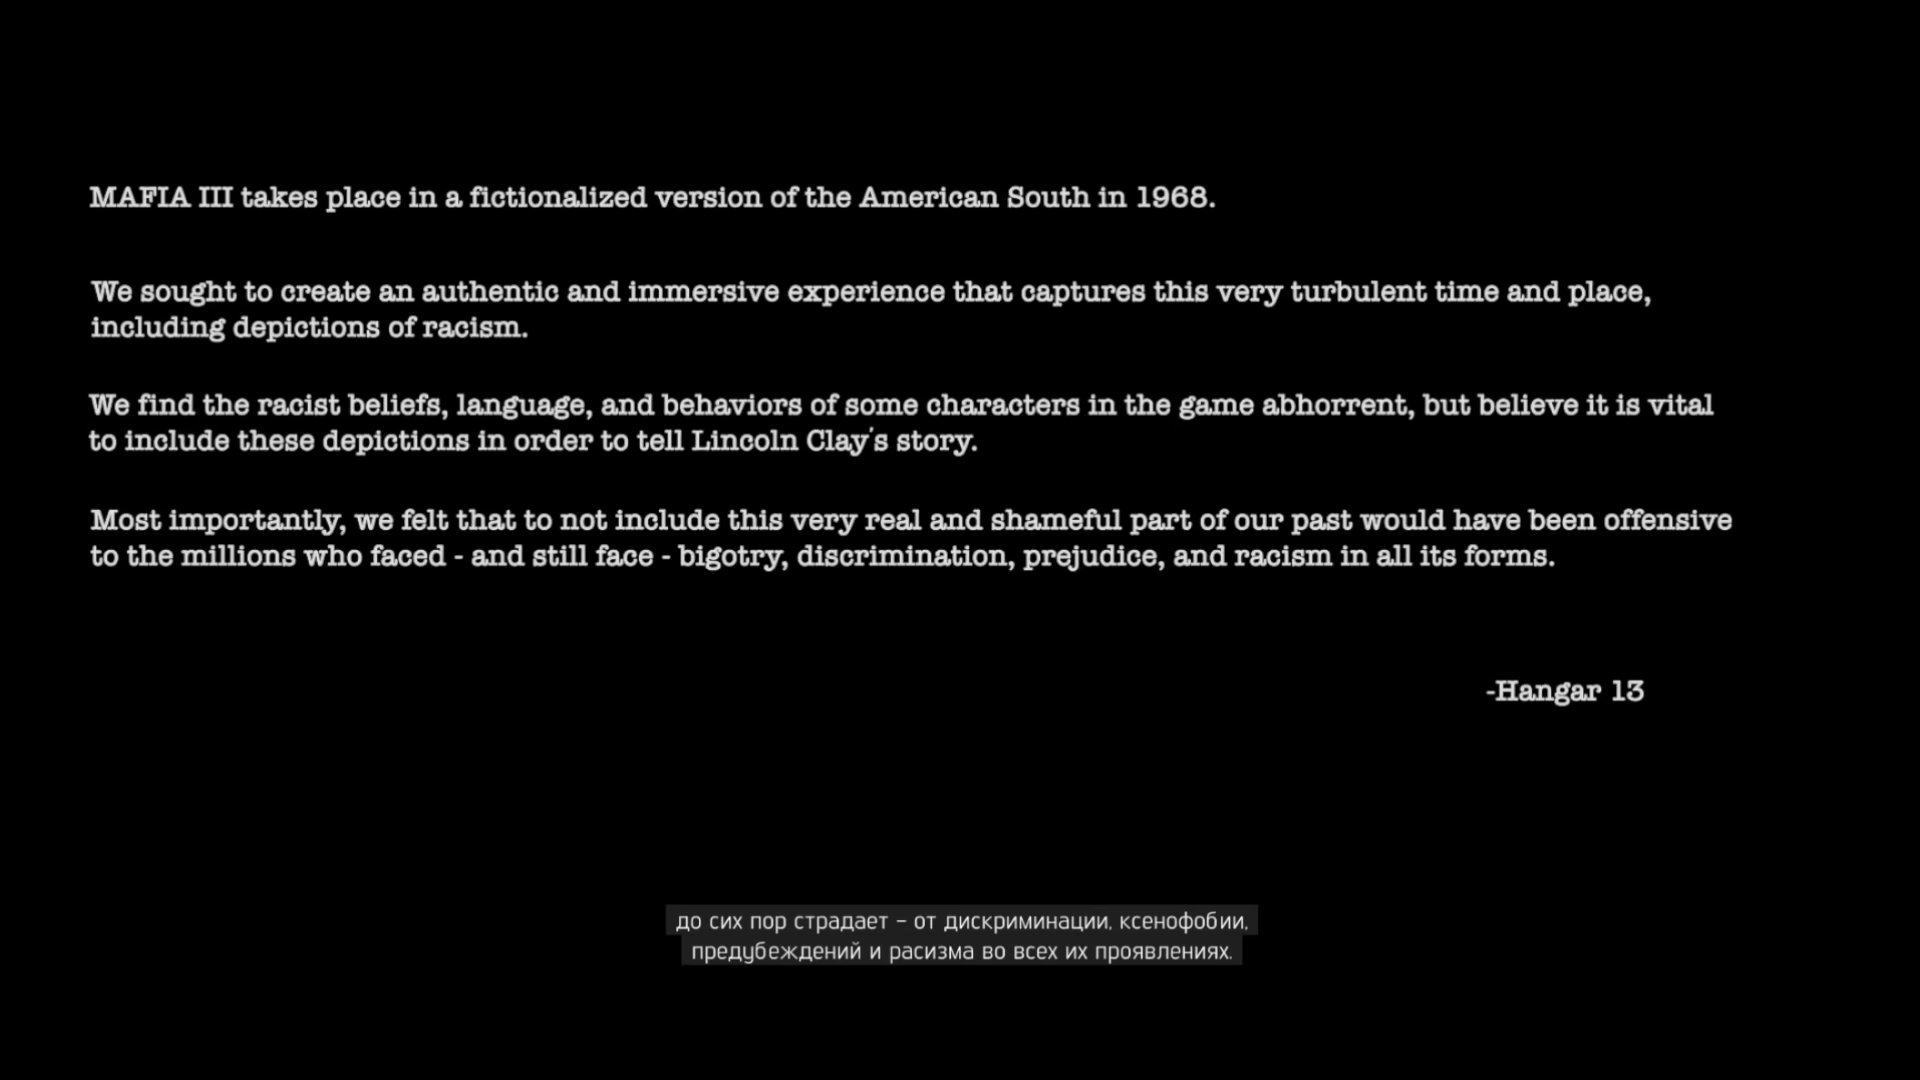 MAFIA III takes place in a fictionalized version of the American South in 1968.
We sought to create an authentic and immersive experience that captures this very turbulent time and place,
including depictions of racism.
We find the racist beliefs, language, and behaviors of some characters in the game abhorrent, but believe it is vital
to include these depictions in order to tell Lincoln Clay's story.
Most importantly, we felt that to not include this very real and shameful part of our past would have been offensive
to the millions who faced - and still face - bigotry, discrimination, prejudice, and racism in all its forms.
-Hangar 13
до сих пор страдает – от дискриминации, ксенофобии,
предубеждений и расизма во всех их проявлениях.